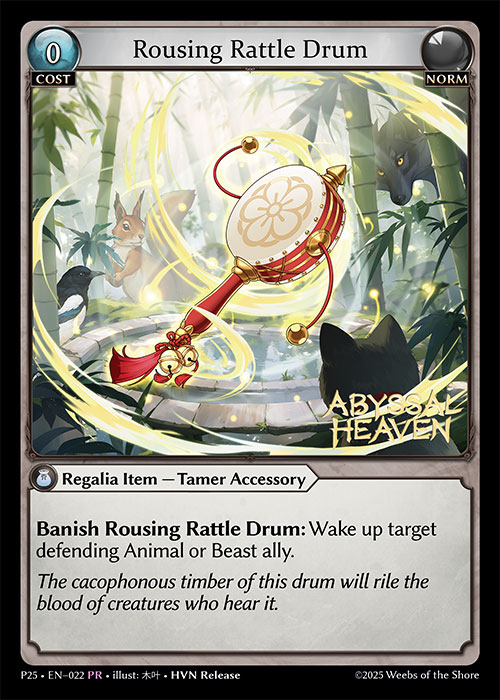 0
Rousing Rattle Drum
COST
NORM
ABYSSAL
HEAVEN
Regalia Item — Tamer Accessory
Banish Rousing Rattle Drum: Wake up target
defending Animal or Beast ally.
The cacophonous timber of this drum will rile the
blood of creatures who hear it.
P25 • EN–022 PR • illust: 木叶 • HVN Release
©2025 Weebs of the Shore